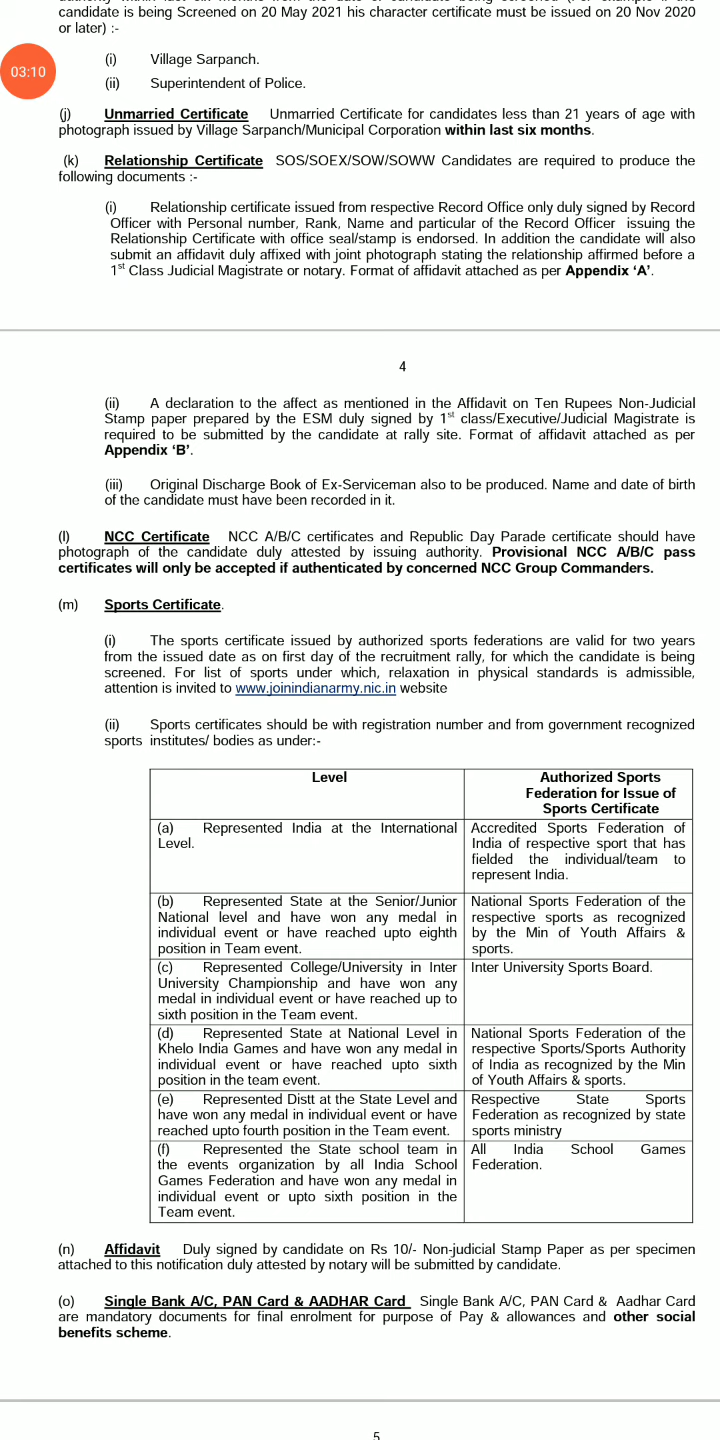 candidate is being Screened on 20 May 2021 his character certificate must be issued on 20 Nov 2020
or later) :-
03:10
(i) Village Sarpanch.
(ii) Superintendent of Police.
(j) Unmarried Certificate Unmarried Certificate for candidates less than 21 years of age with
photograph issued by Village Sarpanch/Municipal Corporation within last six months.
(k) Relationship Certificate SOS/SOEX/SOW/SOWW Candidates are required to produce the
following documents :-
(i) Relationship certificate issued from respective Record Office only duly signed by Record
Officer with Personal number, Rank, Name and particular of the Record Officer issuing the
Relationship Certificate with office seal/stamp is endorsed. In addition the candidate will also
submit an affidavit duly affixed with joint photograph stating the relationship affirmed before a
1st Class Judicial Magistrate or notary. Format of affidavit attached as per Appendix ‘A’.
4
(ii) A declaration to the affect as mentioned in the Affidavit on Ten Rupees Non-Judicial
Stamp paper prepared by the ESM duly signed by 1st class/Executive/Judicial Magistrate is
required to be submitted by the candidate at rally site. Format of affidavit attached as per
Appendix ‘B’.
(iii) Original Discharge Book of Ex-Serviceman also to be produced. Name and date of birth
of the candidate must have been recorded in it.
(l) NCC Certificate NCC A/B/C certificates and Republic Day Parade certificate should have
photograph of the candidate duly attested by issuing authority. Provisional NCC A/B/C pass
certificates will only be accepted if authenticated by concerned NCC Group Commanders.
(m) Sports Certificate.
(i) The sports certificate issued by authorized sports federations are valid for two years
from the issued date as on first day of the recruitment rally, for which the candidate is being
screened. For list of sports under which, relaxation in physical standards is admissible,
attention is invited to www.joinindianarmy.nic.in website
(ii) Sports certificates should be with registration number and from government recognized
sports institutes/ bodies as under:-
Level
Authorized Sports
Federation for Issue of
Sports Certificate
(a) Represented India at the International
Level.
Accredited Sports Federation of
India of respective sport that has
fielded the individual/team to
represent India.
(b) Represented State at the Senior/Junior
National level and have won any medal in
individual event or have reached upto eighth
position in Team event.
National Sports Federation of the
respective sports as recognized
by the Min of Youth Affairs &
sports.
(c) Represented College/University in Inter
University Championship and have won any
medal in individual event or have reached up to
sixth position in the Team event.
Inter University Sports Board.
(d) Represented State at National Level in
Khelo India Games and have won any medal in
individual event or have reached upto sixth
position in the team event.
National Sports Federation of the
respective Sports/Sports Authority
of India as recognized by the Min
of Youth Affairs & sports.
(e) Represented Distt at the State Level and
have won any medal in individual event or have
reached upto fourth position in the Team event.
Respective State Sports
Federation as recognized by state
sports ministry
(f) Represented the State school team in
the events organization by all India School
Games Federation and have won any medal in
individual event or upto sixth position in the
Team event.
All India School Games
Federation.
(n) Affidavit Duly signed by candidate on Rs 10/- Non-judicial Stamp Paper as per specimen
attached to this notification duly attested by notary will be submitted by candidate.
(o) Single Bank A/C, PAN Card & AADHAR Card Single Bank A/C, PAN Card & Aadhar Card
are mandatory documents for final enrolment for purpose of Pay & allowances and other social
benefits scheme.
5